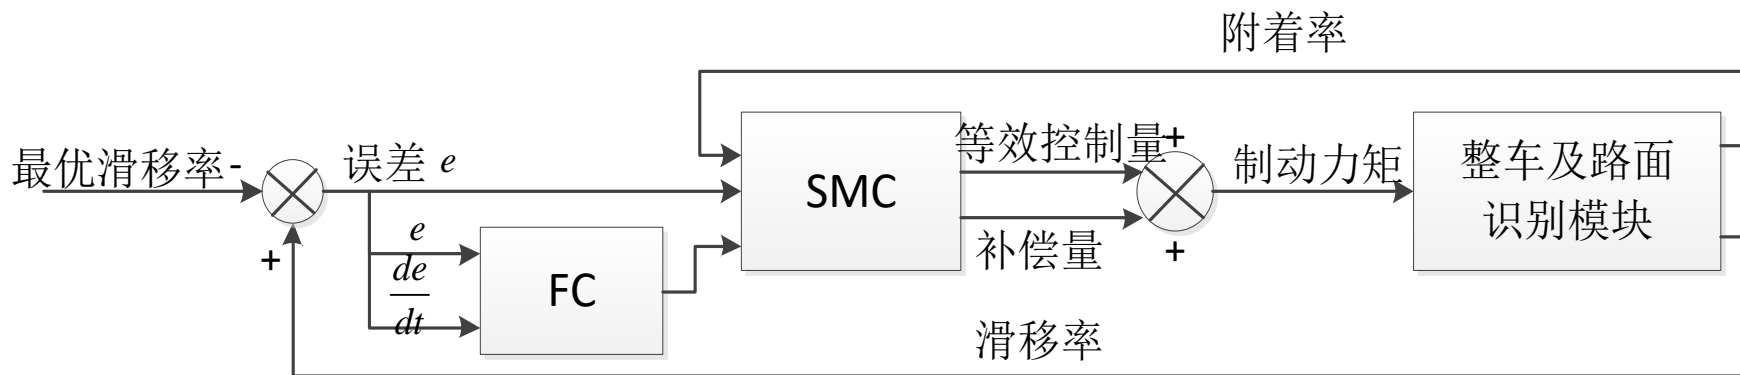 附着率
最优滑移率-
误差 e
+
e
de
dt
FC
SMC
等效控制量
+
补偿量
+
制动力矩
整车及路面
识别模块
滑移率